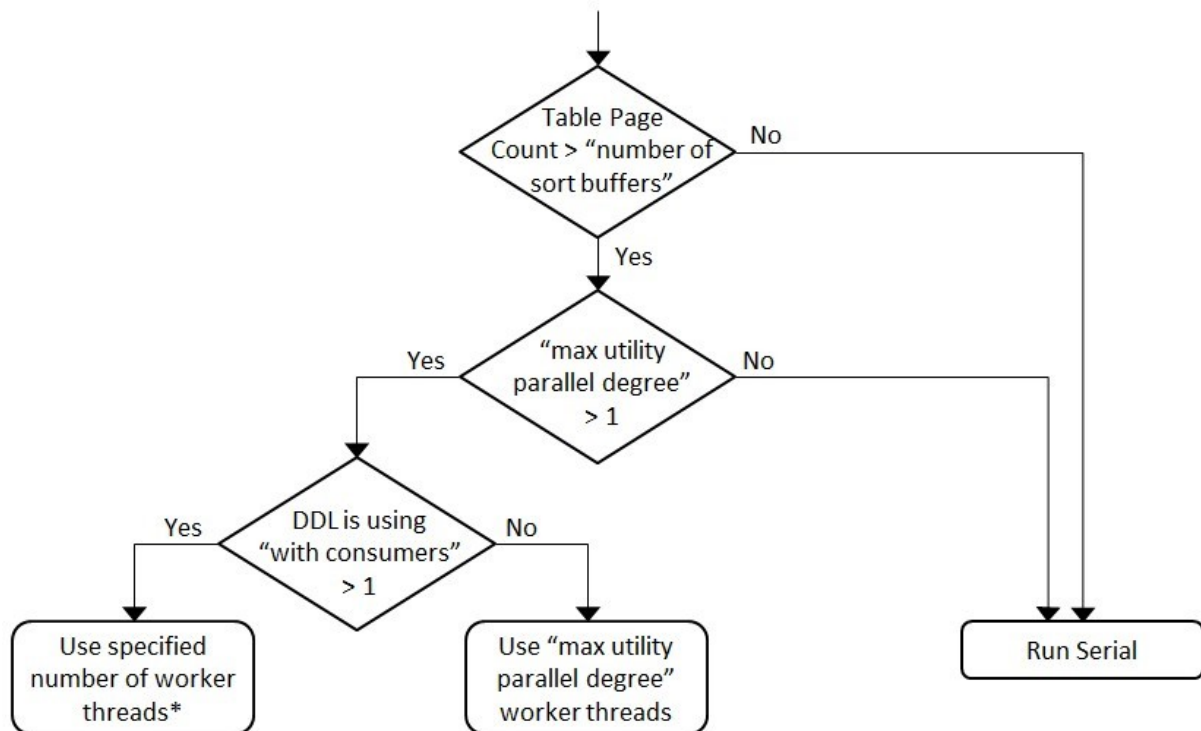 Table Page
Count > “number of
sort buffers”
No
Yes
“max utility
parallel degree”
> 1
Yes
No
DDL is using
“with consumers”
> 1
Yes
No
Use specified
number of worker
threads*
Use “max utility
parallel degree”
worker threads
Run Serial